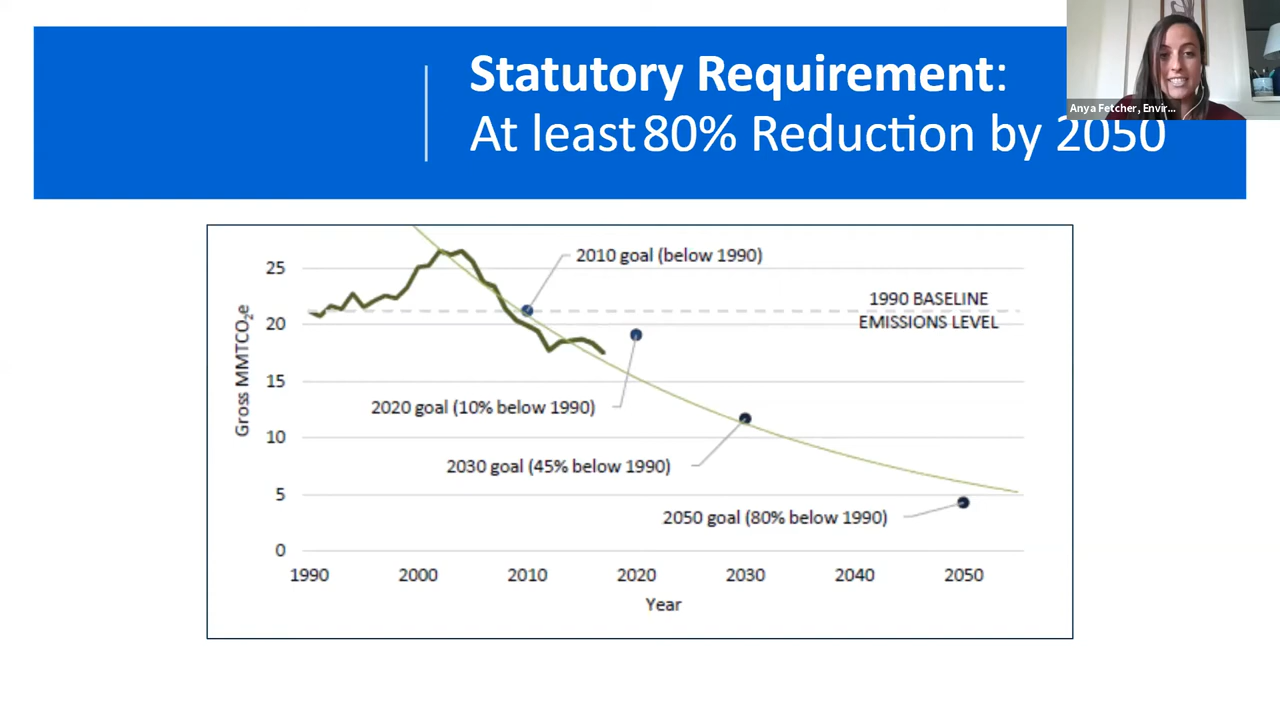 Statutory Requirement:
At least 80% Reduction by 2050
Anya Fetcher, Envir...
2010 goal (below 1990)
1990 BASELINE
EMISSIONS LEVEL
2020 goal (10% below 1990)
2030 goal (45% below 1990)
2050 goal (80% below 1990)
Gross MMTCO₂e
25
20
15
10
5
0
1990 2000 2010 2020 2030 2040 2050
Year